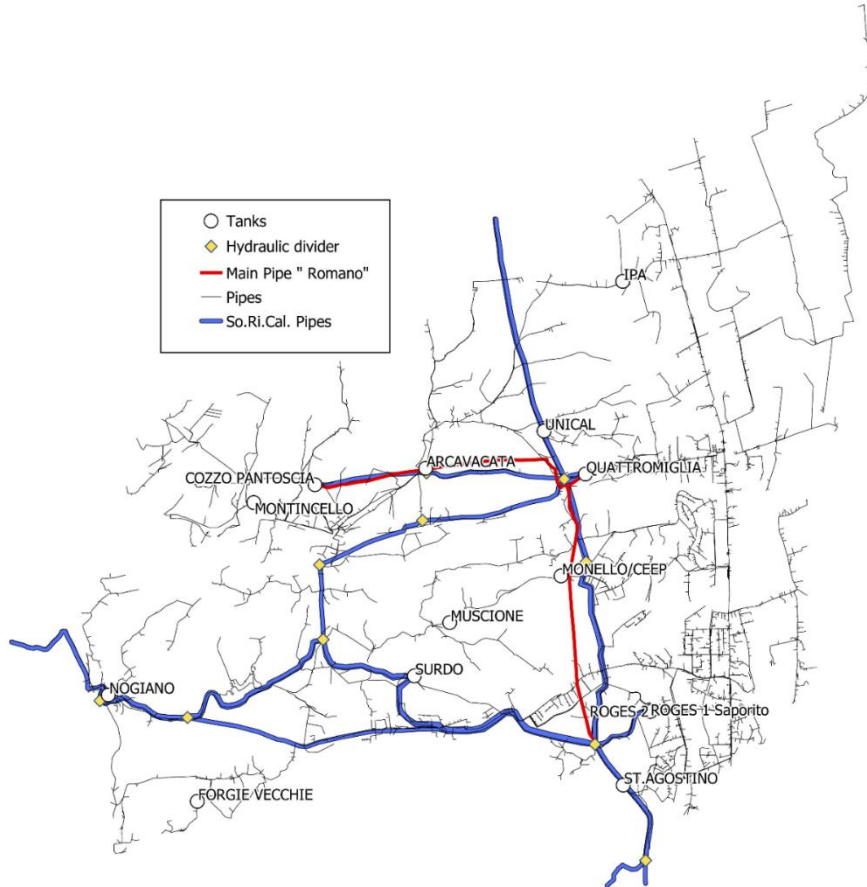 Tanks
Hydraulic divider
Main Pipe " Romano"
Pipes
So.Ri.Cal. Pipes
IPA
UNICAL
ARCAVACATA
QUATTROMIGLIA
COZZO PANTOSCIA
MONTINCELLO
MONELLO/CEEP
MUSCIONE
SURDO
NOGIANO
ROGES 2
ROGES 1 Saporito
ST.AGOSTINO
FORGIE VECCHIE